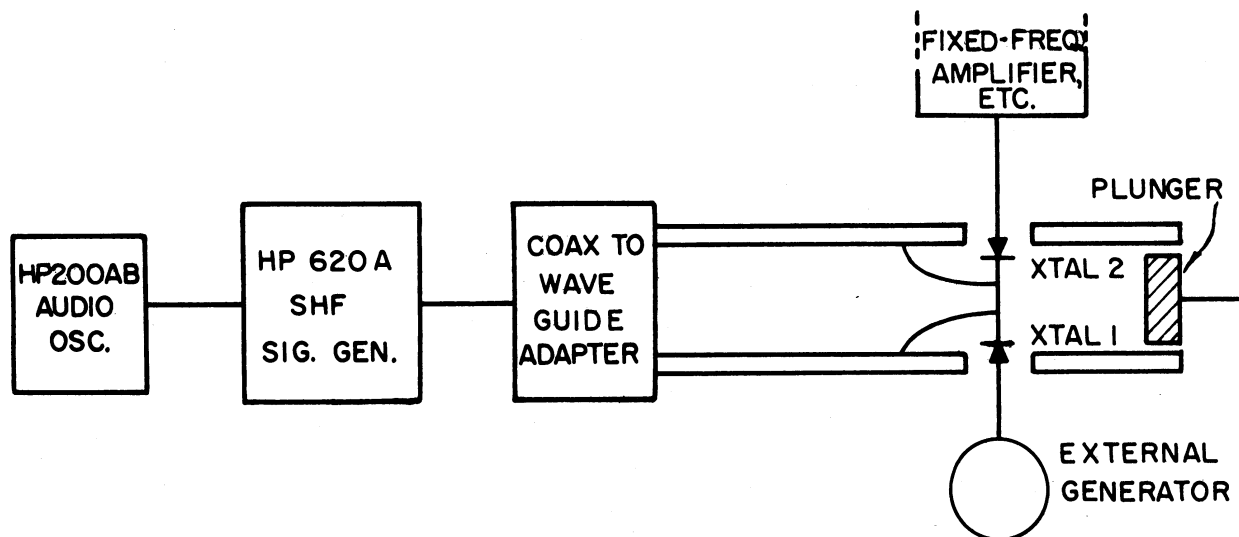 HP200AB
AUDIO
OSC.
HP 620A
SHF
SIG. GEN.
COAX TO
WAVE
GUIDE
ADAPTER
FIXED-FREQ
AMPLIFIER,
ETC.
PLUNGER
XTAL 2
XTAL 1
EXTERNAL
GENERATOR